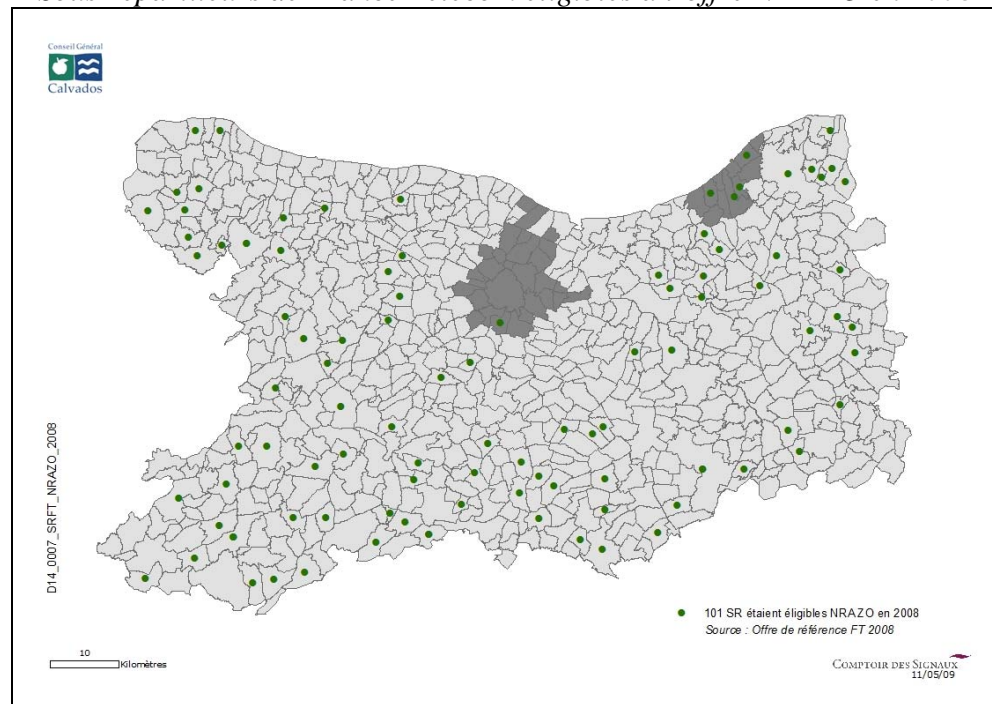 Conseil Général
Calvados
D14_0007_SRFT_NRAZO_2008
101 SR étaient éligibles NRAZO en 2008
Source : Offre de référence FT 2008
10
Kilomètres
COMPTOIR DES SIGNAUX
11/05/09